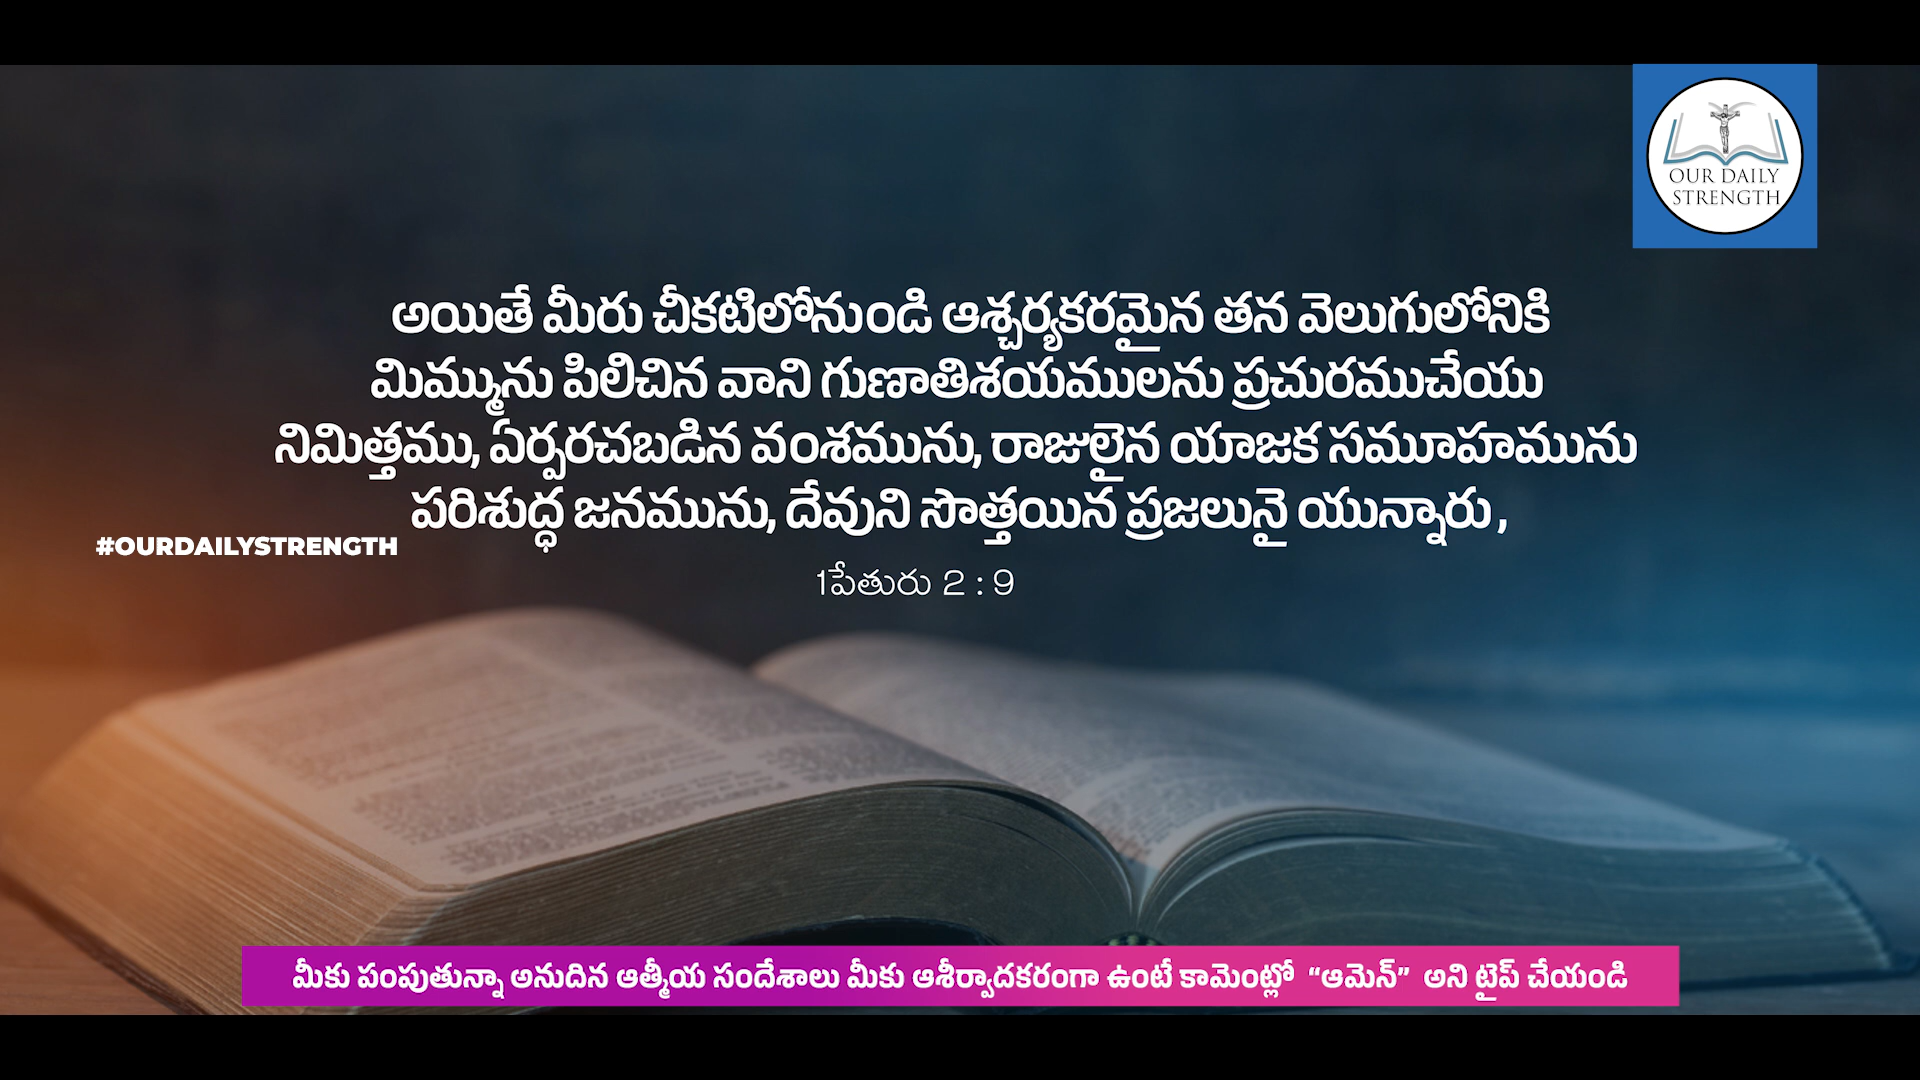 OUR DAILY
STRENGTH
అయితే మీరు చీకటిలోనుండి ఆశ్చర్యకరమైన తన వెలుగులోనికి
మిమ్మును పిలిచిన వాని గుణాతిశయములను ప్రచురముచేయు
నిమిత్తము, ఏర్పరచబడిన వంశమును, రాజులైన యాజక సమూహమును
పరిశుద్ధ జనమును, దేవుని సొత్తయిన ప్రజలునై యున్నారు ,
#OURDAILYSTRENGTH
1పేతురు 2 : 9
మీకు పంపుతున్నా అనుదిన ఆత్మీయ సందేశాలు మీకు ఆశీర్వాదకరంగా ఉంటే కామెంట్లో “ఆమెన్” అని టైప్ చేయండి